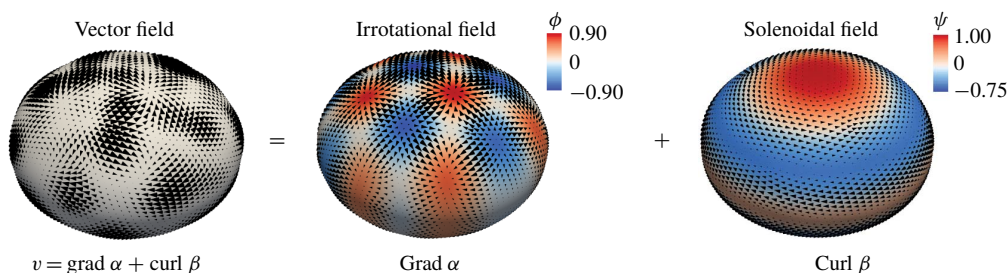 Vector field
Irrotational field
ϕ
0.90
0
−0.90
Solenoidal field
ψ
1.00
0
−0.75
=
+
v = grad α + curl β
Grad α
Curl β